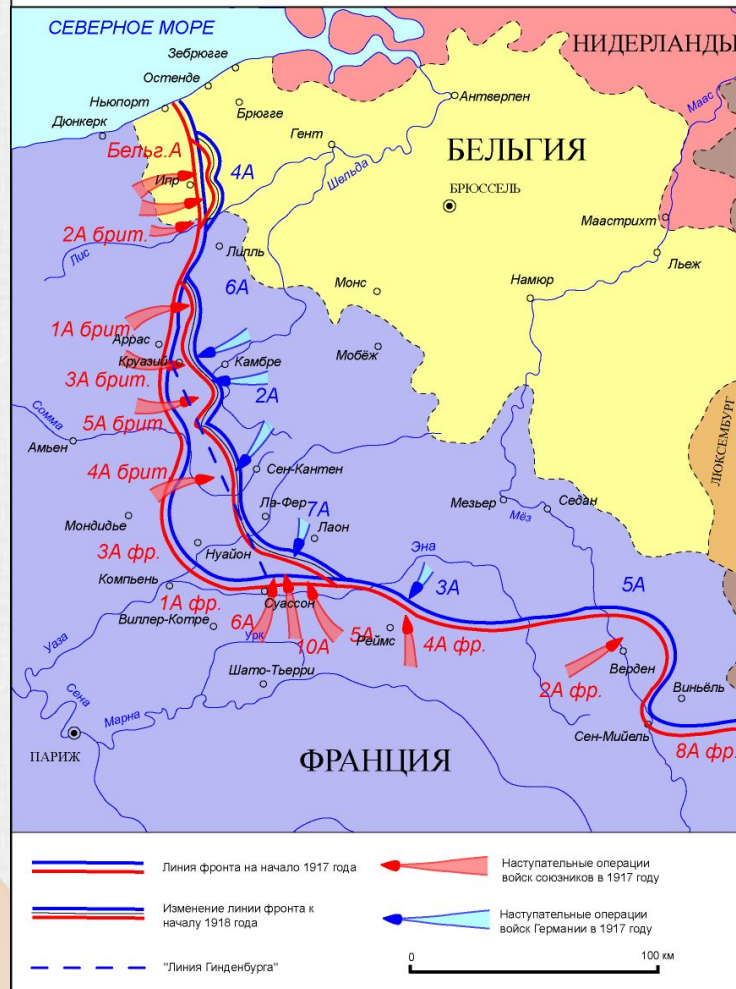 СЕВЕРНОЕ МОРЕ
НИДЕРЛАНДЫ
Зебрюгге
Остенде
Ньюпорт
Антверпен
Маас
Брюгге
Дюнкерк
Гент
Бельг.А
БЕЛЬГИЯ
4А
Шельда
Ипр
БРЮССЕЛЬ
Маастрихт
2А брит.
Лилль
Лис
Льеж
6А
Монс
Намюр
1А брит
Аррас
Мобёж
Круазий
Камбре
3А брит.
2А
Сомма
5А брит
ЛЮКСЕМБУРГ
Амьен
4А брит
Сен-Кантен
Ла-Фер
7А
Мезьер
Седан
Мёз
Мондидье
Лаон
3А фр.
Нуайон
Эна
Компьень
3А
5А
1А фр.
Суассон
Виллер-Котре
6А
Урк
10А
5А
Реймс
4А фр.
Уаза
Шато-Тьерри
2А фр.
Верден
Виньёль
Сена
Марна
Сен-Мийель
ПАРИЖ
ФРАНЦИЯ
8А фр.
Линия фронта на начало 1917 года
Наступательные операции
войск союзников в 1917 году
Изменение линии фронта к
началу 1918 года
Наступательные операции
войск Германии в 1917 году
"Линия Гинденбурга"
0
100 км